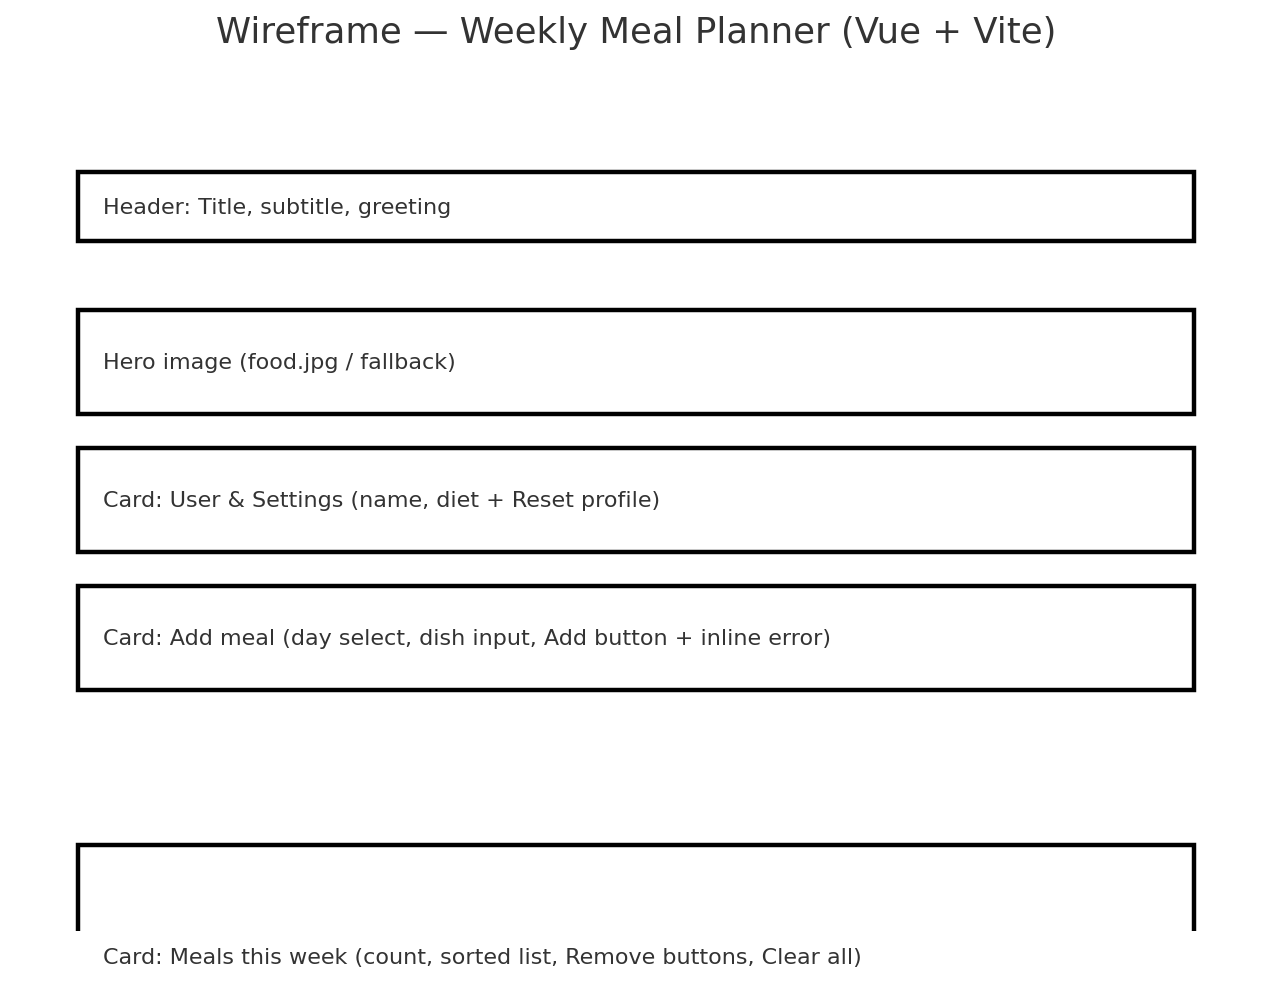 Wireframe — Weekly Meal Planner (Vue + Vite)
Header: Title, subtitle, greeting
Hero image (food.jpg / fallback)
Card: User & Settings (name, diet + Reset profile)
Card: Add meal (day select, dish input, Add button + inline error)
Card: Meals this week (count, sorted list, Remove buttons, Clear all)